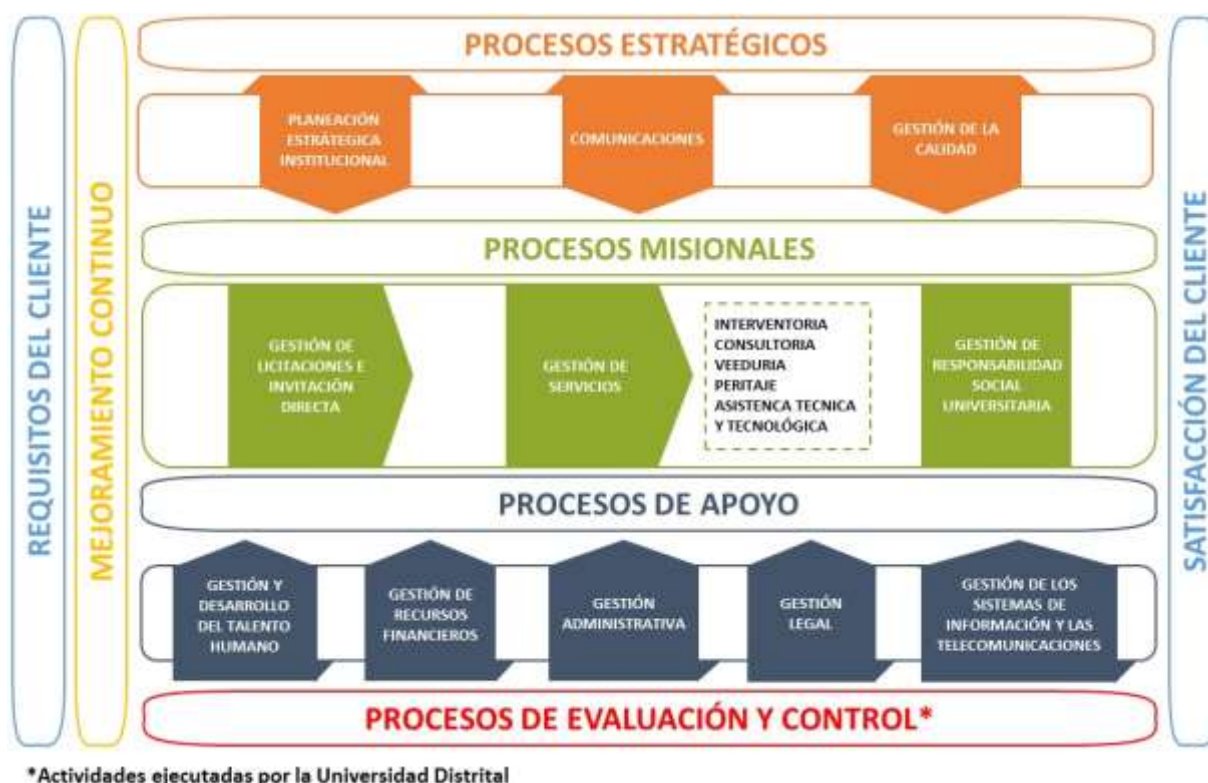 REQUISITOS DEL CLIENTE
MEJORAMIENTO CONTINUO
PROCESOS ESTRATÉGICOS
PLANEACIÓN
ESTRÁTEGICA
INSTITUCIONAL
COMUNICACIONES
GESTIÓN DE LA
CALIDAD
PROCESOS MISIONALES
GESTIÓN DE
LICITACIONES E
INVITACIÓN
DIRECTA
GESTIÓN DE
SERVICIOS
INTERVENTORIA
CONSULTORIA
VEEDURIA
PERITAJE
ASISTENCA TECNICA
Y TECNOLÓGICA
GESTIÓN DE
RESPONSABILIDAD
SOCIAL
UNIVERSITARIA
PROCESOS DE APOYO
GESTIÓN Y
DESARROLLO
DEL TALENTO
HUMANO
GESTIÓN DE
RECURSOS
FINANCIEROS
GESTIÓN
ADMINISTRATIVA
GESTIÓN
LEGAL
GESTIÓN DE LOS
SISTEMAS DE
INFORMACIÓN Y LAS
TELECOMUNICACIONES
PROCESOS DE EVALUACIÓN Y CONTROL*
SATISFACCIÓN DEL CLIENTE
*Actividades ejecutadas por la Universidad Distrital